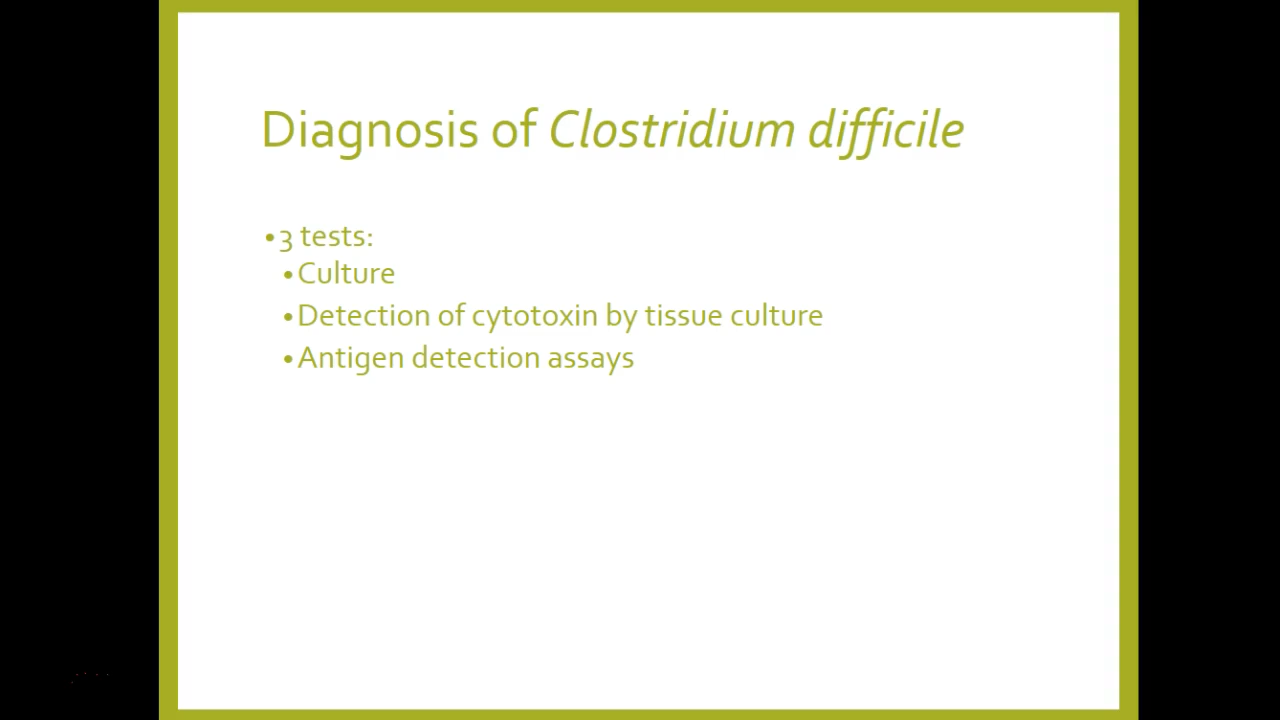 Diagnosis of Clostridium difficile
•3 tests:
•Culture
•Detection of cytotoxin by tissue culture
•Antigen detection assays